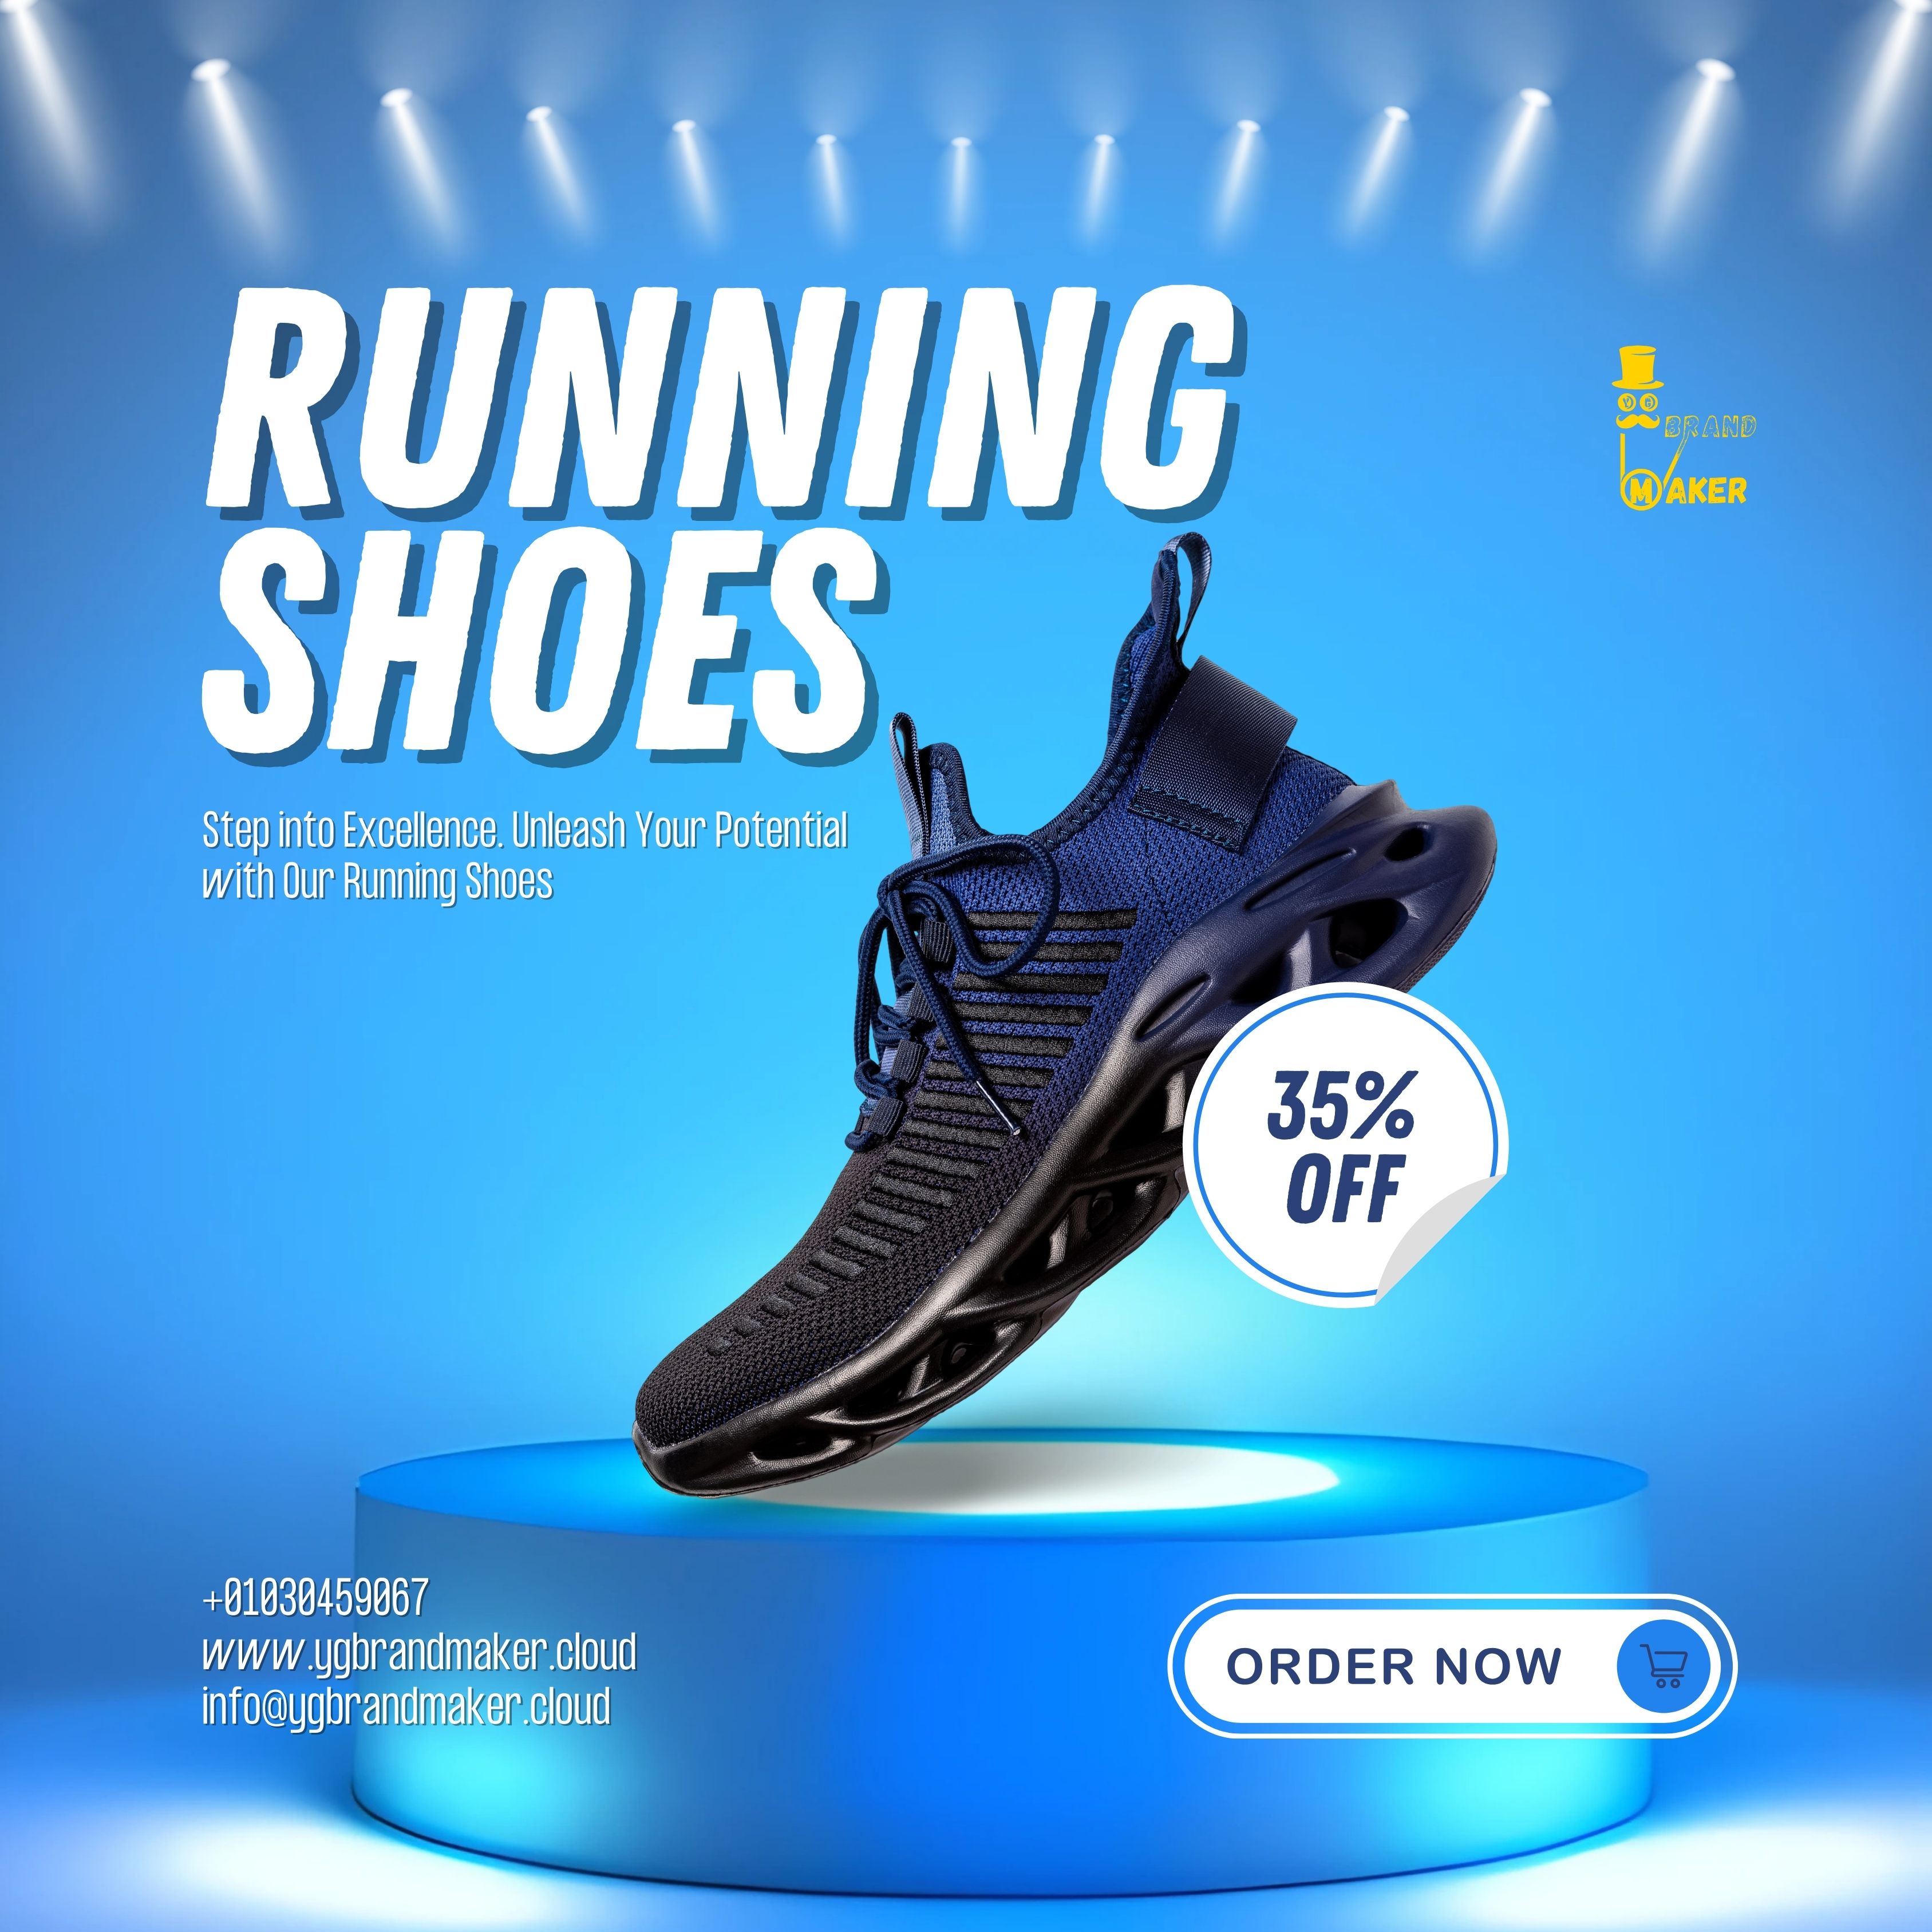 RUNNING
SHOES
BRAND
MAKER
Step into Excellence. Unleash Your Potential
with Our Running Shoes
35%
OFF
+01030459067
www.ygbrandmaker.cloud
info@ygbrandmaker.cloud
ORDER NOW